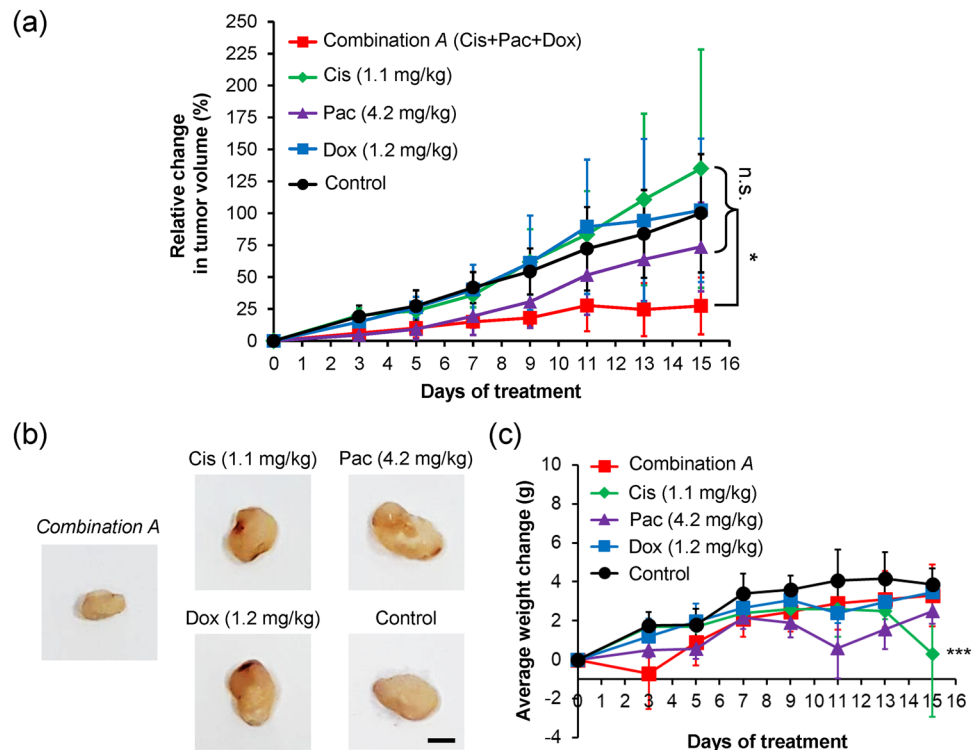 (a)
250
225
200
175
150
125
100
75
50
25
0
Relative change
in tumor volume (%)
Combination A (Cis+Pac+Dox)
Cis (1.1 mg/kg)
Pac (4.2 mg/kg)
Dox (1.2 mg/kg)
Control
n.s.
*
0 1 2 3 4 5 6 7 8 9 10 11 12 13 14 15 16
Days of treatment
(b)
Combination A
Cis (1.1 mg/kg)
Pac (4.2 mg/kg)
Dox (1.2 mg/kg)
Control
(c)
10
8
6
4
2
0
-2
-4
Average weight change (g)
Combination A
Cis (1.1 mg/kg)
Pac (4.2 mg/kg)
Dox (1.2 mg/kg)
Control
***
0 1 2 3 4 5 6 7 8 9 10 11 12 13 14 15 16
Days of treatment